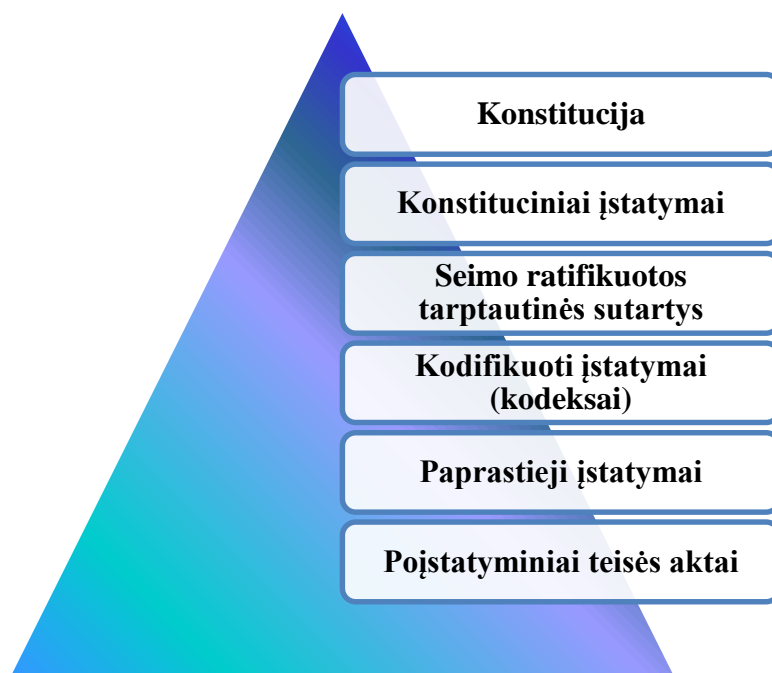 Konstitucija
Konstituciniai įstatymai
Seimo ratifikuotos
tarptautinės sutartys
Kodifikuoti įstatymai
(kodeksai)
Paprastieji įstatymai
Poįstatyminiai teisės aktai